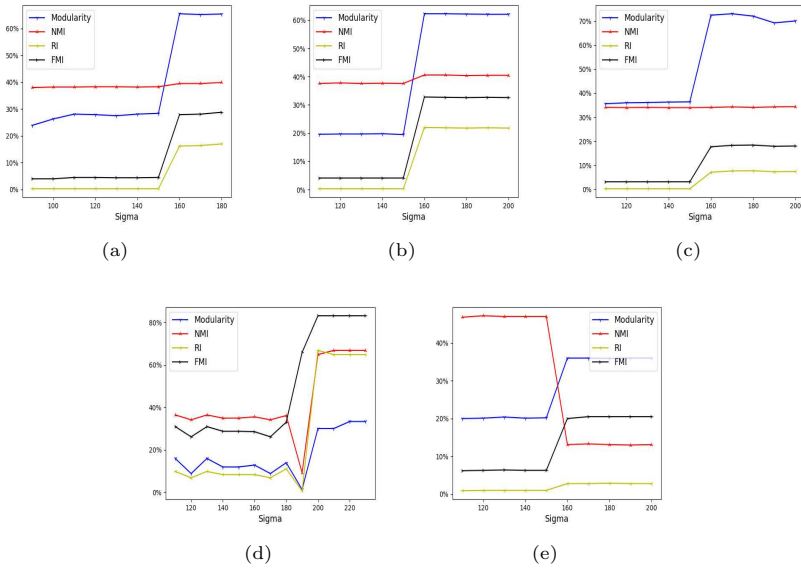 Modularity
NMI
RI
FMI
60%
50%
40%
30%
20%
10%
0%
100 120 140 160 180
Sigma
(a)
Modularity
NMI
RI
FMI
60%
50%
40%
30%
20%
10%
0%
120 140 160 180 200
Sigma
(b)
Modularity
NMI
RI
FMI
70%
60%
50%
40%
30%
20%
10%
0%
120 140 160 180 200
Sigma
(c)
Modularity
NMI
RI
FMI
80%
60%
40%
20%
0%
120 140 160 180 200 220
Sigma
(d)
Modularity
NMI
RI
FMI
40%
30%
20%
10%
0%
120 140 160 180 200
Sigma
(e)